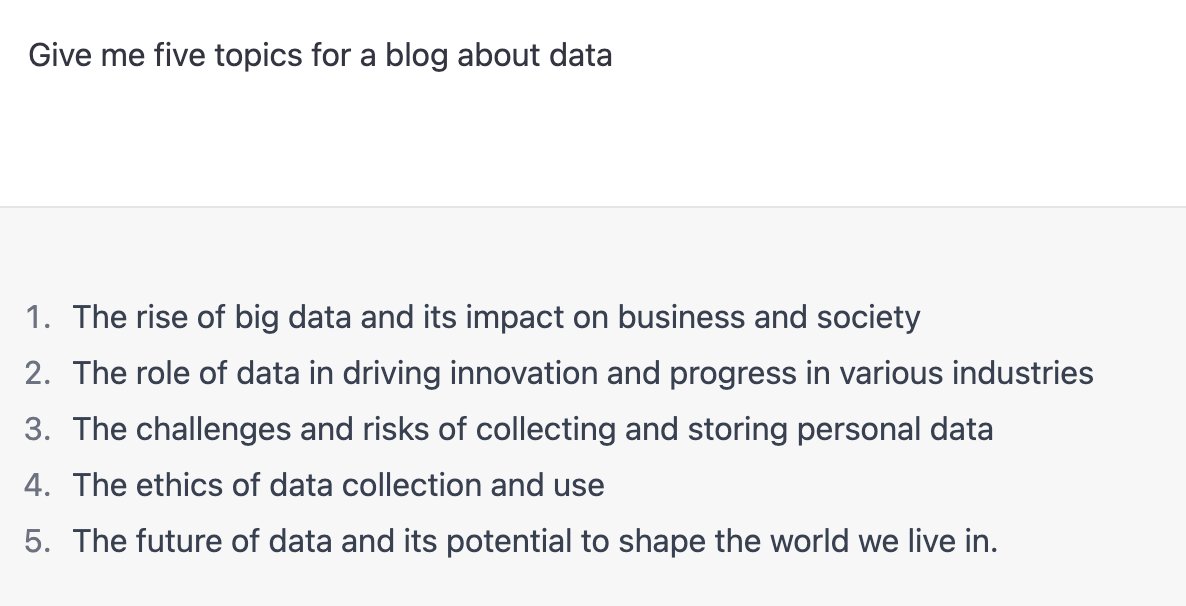 Give me five topics for a blog about data
1. The rise of big data and its impact on business and society
2. The role of data in driving innovation and progress in various industries
3. The challenges and risks of collecting and storing personal data
4. The ethics of data collection and use
5. The future of data and its potential to shape the world we live in.